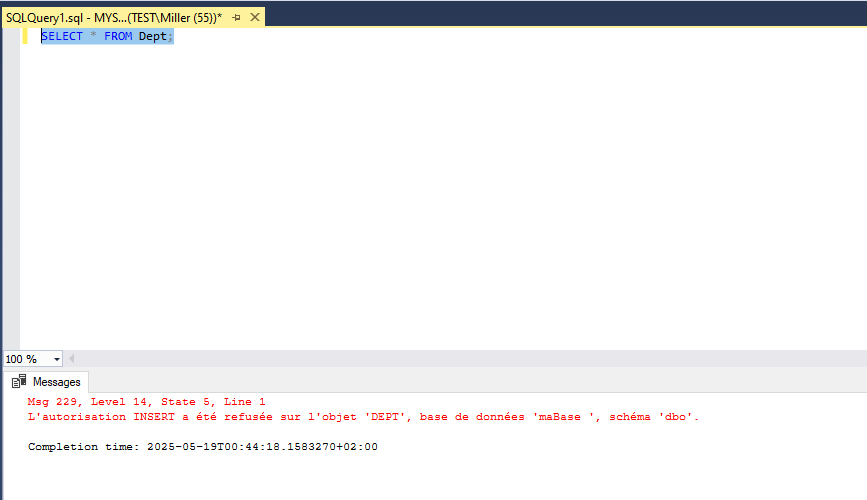 SQLQuery1.sql - MYS...(TEST\Miller (55))*
SELECT * FROM Dept;
100 %
Messages
Msg 229, Level 14, State 5, Line 1
L'autorisation INSERT a été refusée sur l'objet 'DEPT', base de données 'maBase ', schéma 'dbo'.
Completion time: 2025-05-19T00:44:18.1583270+02:00